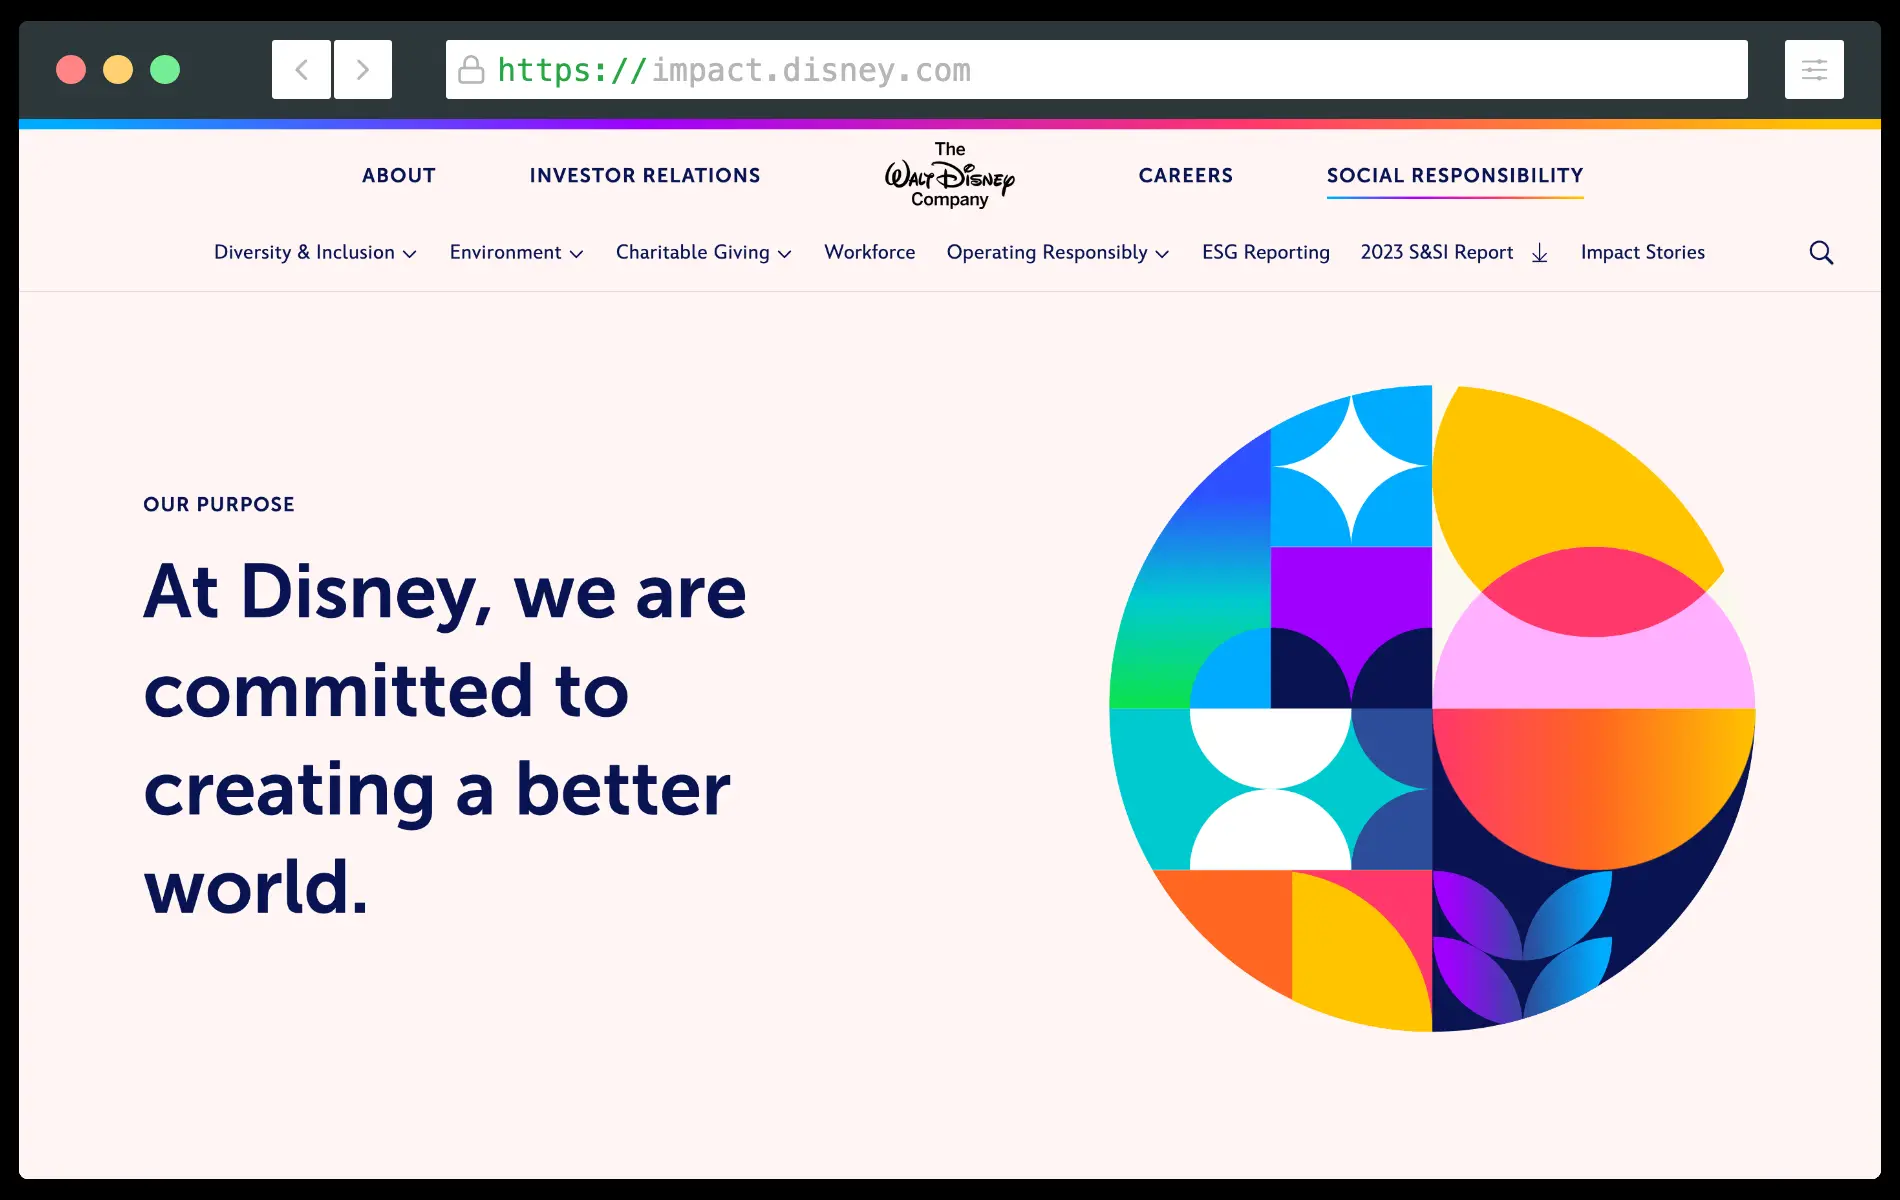 https://impact.disney.com
ABOUT
INVESTOR RELATIONS
The
Walt Disney
Company
CAREERS
SOCIAL RESPONSIBILITY
Diversity & Inclusion
Environment
Charitable Giving
Workforce
Operating Responsibly
ESG Reporting
2023 S&SI Report
Impact Stories
OUR PURPOSE
At Disney, we are
committed to
creating a better
world.